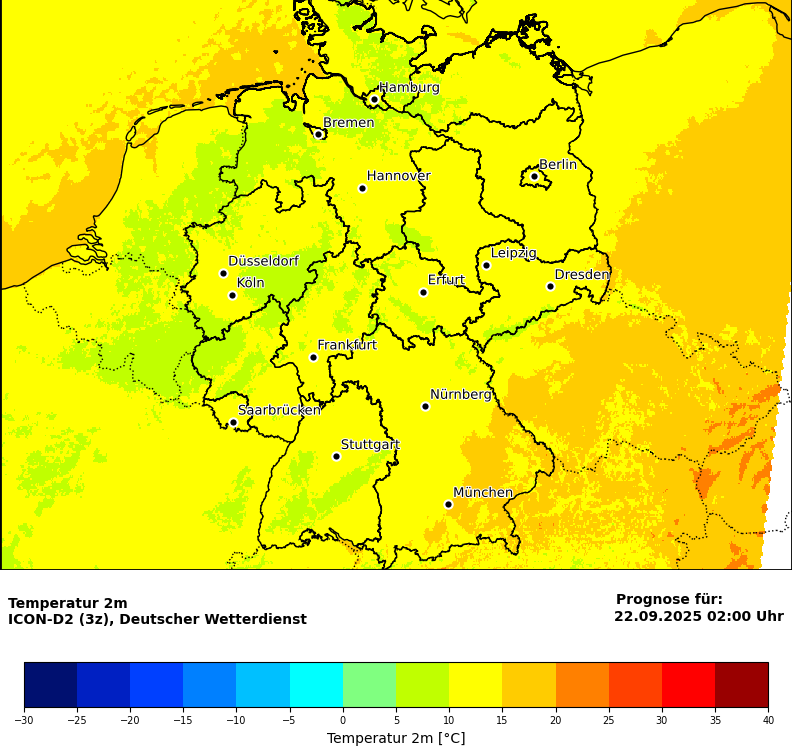 Hamburg
Bremen
Berlin
Hannover
Leipzig
Düsseldorf
Dresden
Köln
Erfurt
Frankfurt
Nürnberg
Saarbrücken
Stuttgart
München
Temperatur 2m
ICON-D2 (3z), Deutscher Wetterdienst
Prognose für:
22.09.2025 02:00 Uhr
−30 −25 −20 −15 −10 −5 0 5 10 15 20 25 30 35 40
Temperatur 2m [°C]